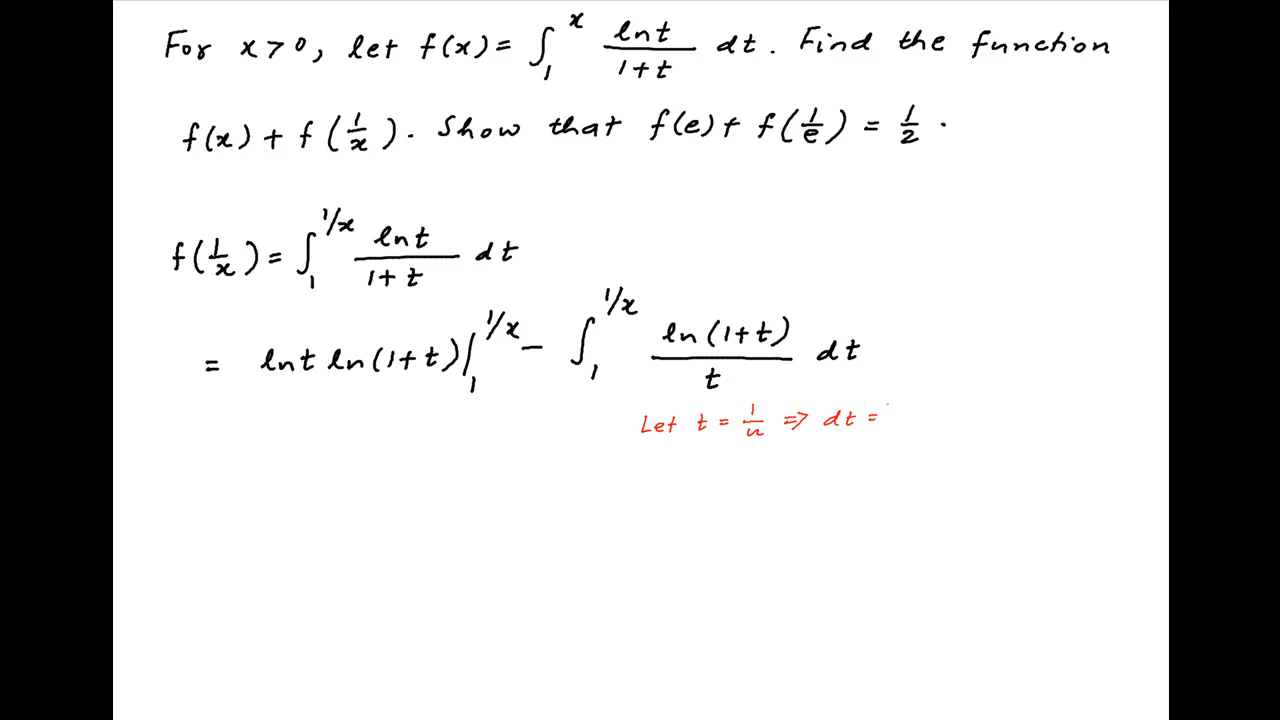 For x > 0, let f(x) = ∫₁ˣ ln t / (1 + t) dt. Find the function
f(x) + f(1/x). Show that f(e) + f(1/e) = 1/2.
f(1/x) = ∫₁^(1/x) ln t / (1 + t) dt
= ln t ln(1 + t) |₁^(1/x) − ∫₁^(1/x) ln(1 + t) / t dt
Let t = 1/u ⇒ dt =